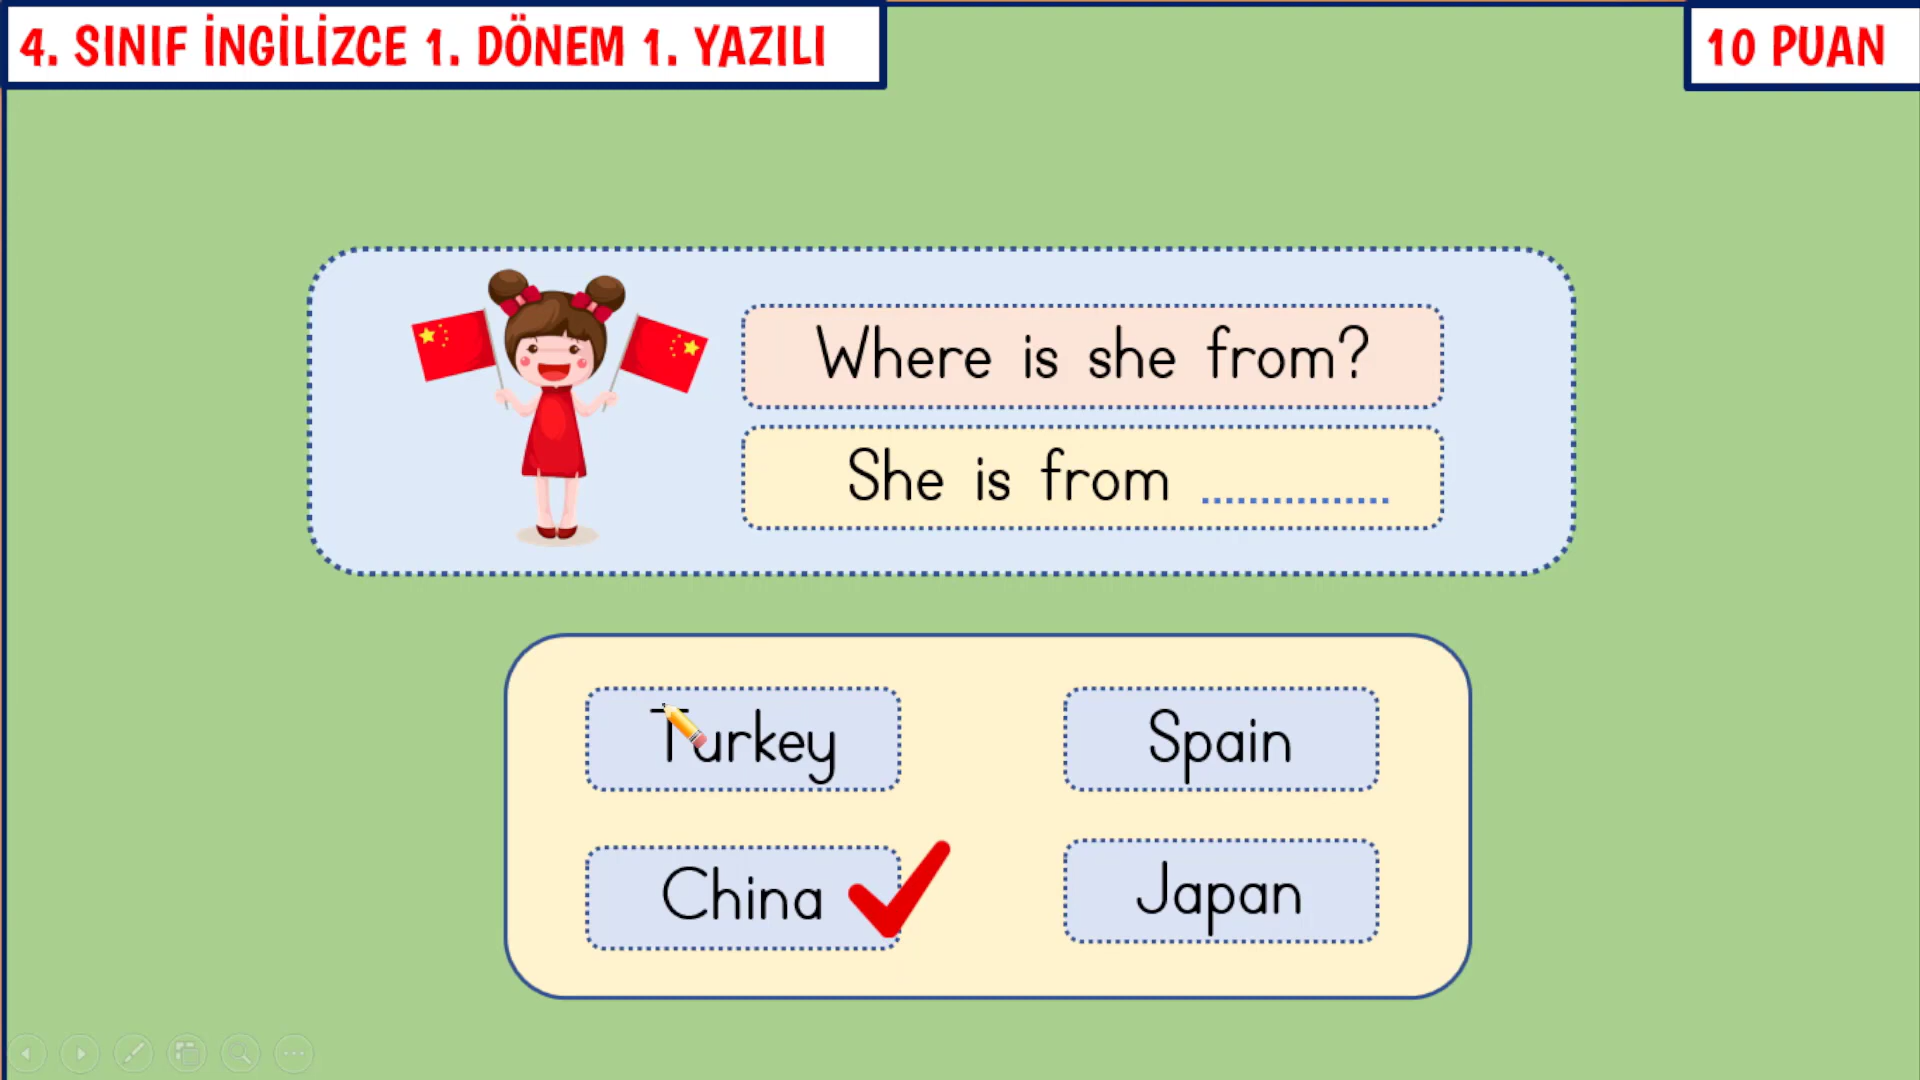 4. SINIF İNGİLİZCE 1. DÖNEM 1. YAZILI
10 PUAN
Where is she from?
She is from .............
Turkey
Spain
China
Japan